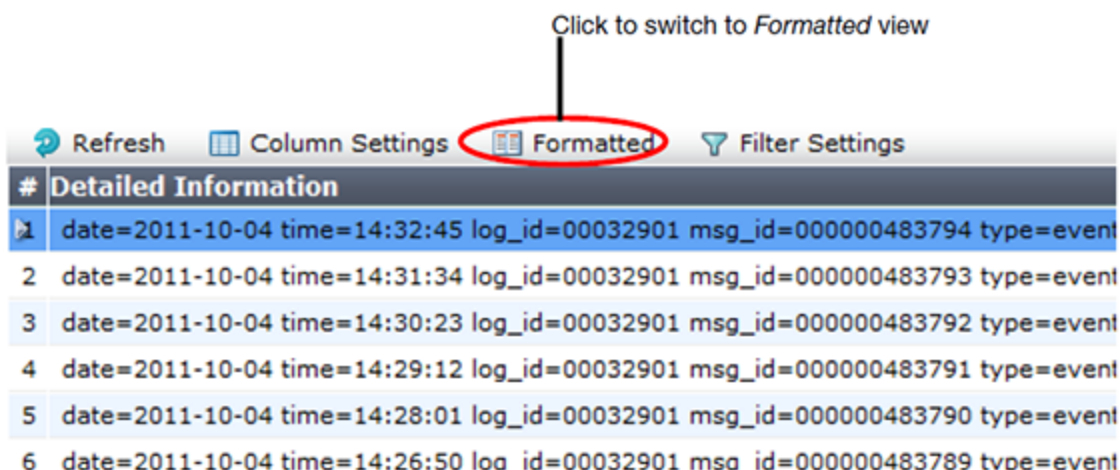 Click to switch to Formatted view
Refresh Column Settings Formatted Filter Settings
# Detailed Information
1 date=2011-10-04 time=14:32:45 log_id=00032901 msg_id=000000483794 type=event
2 date=2011-10-04 time=14:31:34 log_id=00032901 msg_id=000000483793 type=event
3 date=2011-10-04 time=14:30:23 log_id=00032901 msg_id=000000483792 type=event
4 date=2011-10-04 time=14:29:12 log_id=00032901 msg_id=000000483791 type=event
5 date=2011-10-04 time=14:28:01 log_id=00032901 msg_id=000000483790 type=event
6 date=2011-10-04 time=14:26:50 log_id=00032901 msg_id=000000483789 type=event